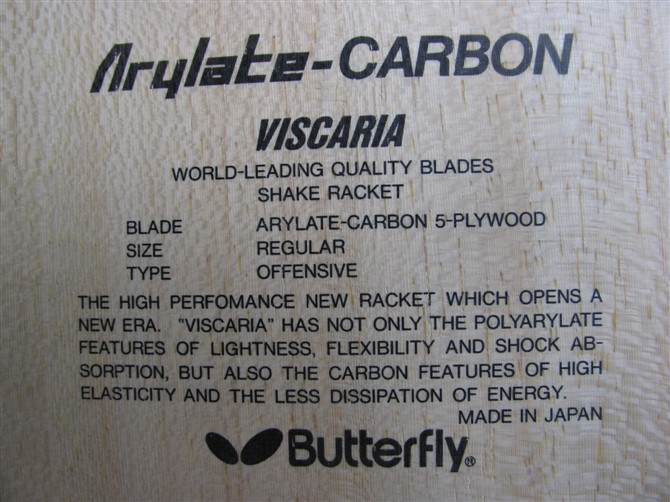 Arylate-CARBON
VISCARIA
WORLD-LEADING QUALITY BLADES
SHAKE RACKET
BLADE ARYLATE-CARBON 5-PLYWOOD
SIZE REGULAR
TYPE OFFENSIVE
THE HIGH PERFOMANCE NEW RACKET WHICH OPENS A
NEW ERA. "VISCARIA" HAS NOT ONLY THE POLYARYLATE
FEATURES OF LIGHTNESS, FLEXIBILITY AND SHOCK AB-
SORPTION, BUT ALSO THE CARBON FEATURES OF HIGH
ELASTICITY AND THE LESS DISSIPATION OF ENERGY.
MADE IN JAPAN
Butterfly®